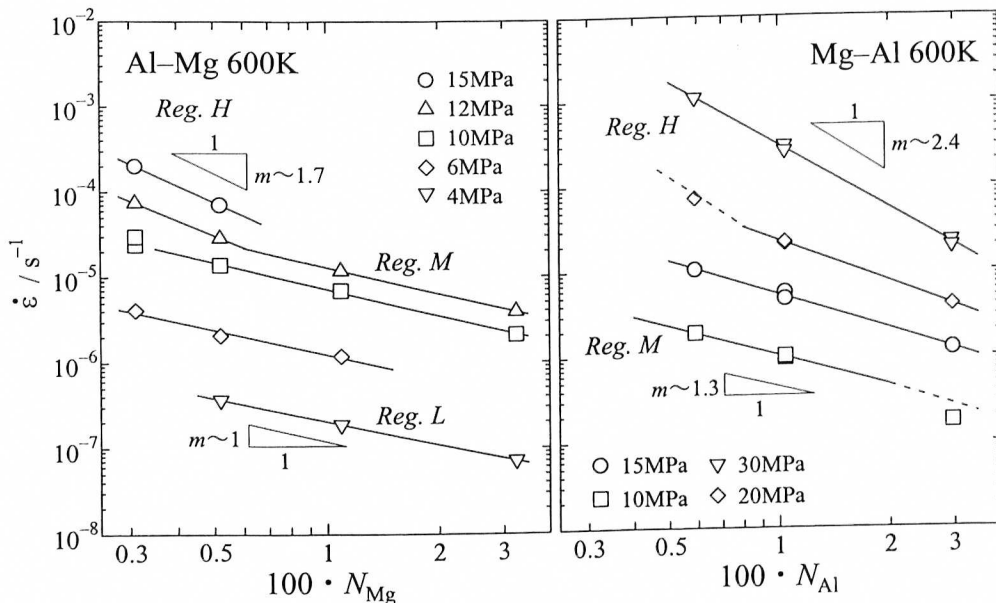 10⁻²
10⁻³
10⁻⁴
10⁻⁵
10⁻⁶
10⁻⁷
10⁻⁸
ε̇ / s⁻¹
Al–Mg 600K
Reg. H
1
m∼1.7
15MPa
12MPa
10MPa
6MPa
4MPa
Reg. M
Reg. L
m∼1
1
0.3
0.5
1
2
3
100・N_Mg
Mg–Al 600K
Reg. H
1
m∼2.4
Reg. M
m∼1.3
1
15MPa
30MPa
10MPa
20MPa
0.3
0.5
1
2
3
100・N_Al